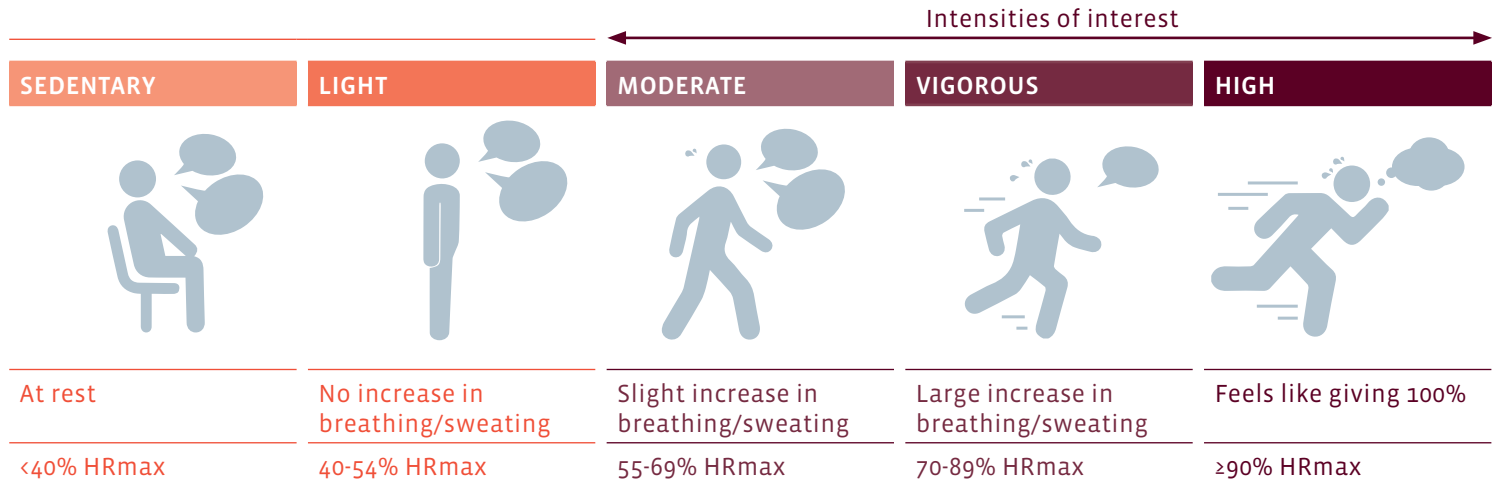 Intensities of interest
SEDENTARY
LIGHT
MODERATE
VIGOROUS
HIGH
At rest
No increase in
breathing/sweating
Slight increase in
breathing/sweating
Large increase in
breathing/sweating
Feels like giving 100%
<40% HRmax
40-54% HRmax
55-69% HRmax
70-89% HRmax
≥90% HRmax